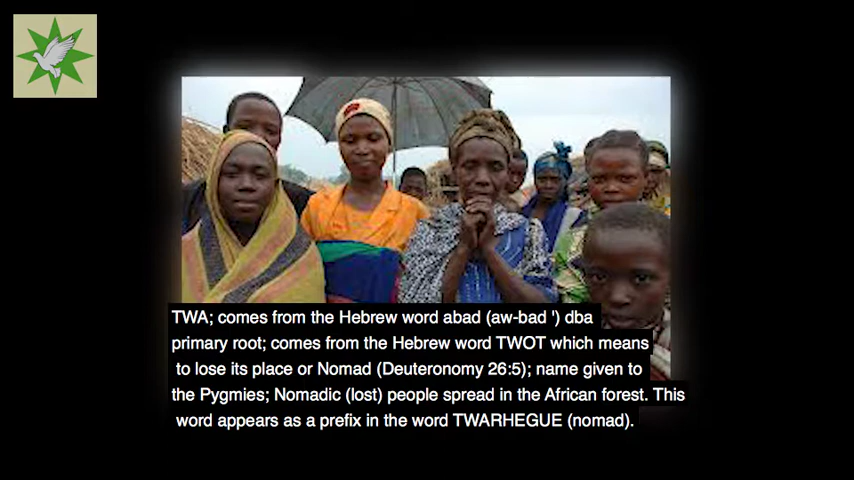 TWA; comes from the Hebrew word abad (aw-bad ') dba
primary root; comes from the Hebrew word TWOT which means
to lose its place or Nomad (Deuteronomy 26:5); name given to
the Pygmies; Nomadic (lost) people spread in the African forest. This
word appears as a prefix in the word TWARHEGUE (nomad).